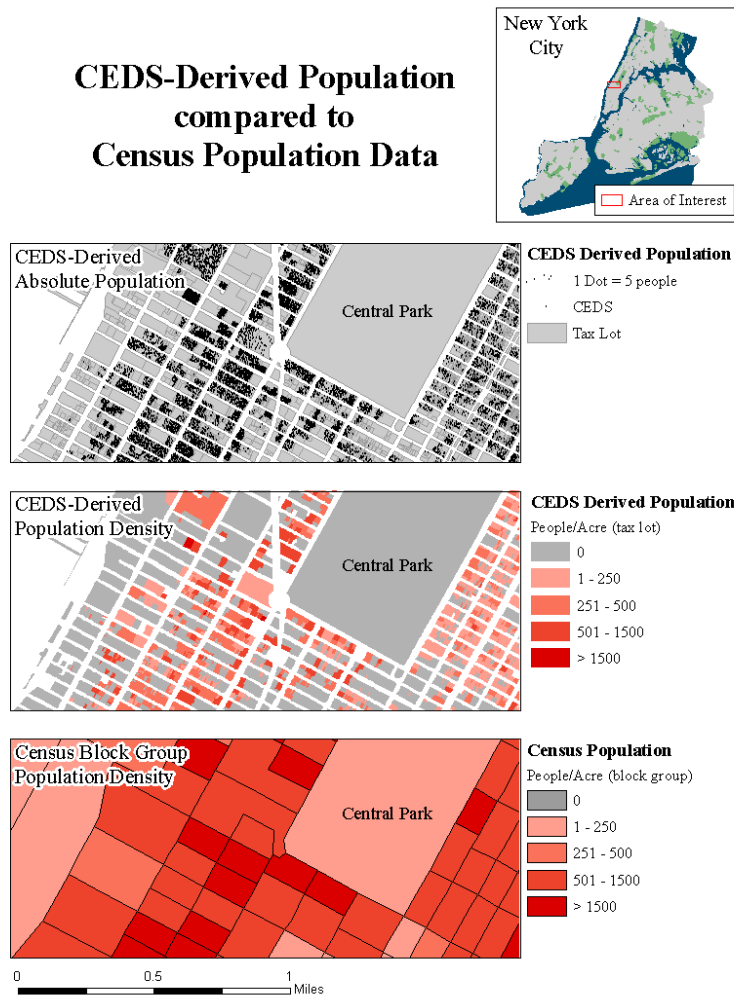 CEDS-Derived Population
compared to
Census Population Data
New York
City
Area of Interest
CEDS-Derived
Absolute Population
Central Park
CEDS Derived Population
1 Dot = 5 people
CEDS
Tax Lot
CEDS-Derived
Population Density
Central Park
CEDS Derived Population
People/Acre (tax lot)
0
1 - 250
251 - 500
501 - 1500
> 1500
Census Block Group
Population Density
Central Park
Census Population
People/Acre (block group)
0
1 - 250
251 - 500
501 - 1500
> 1500
0 0.5 1
Miles